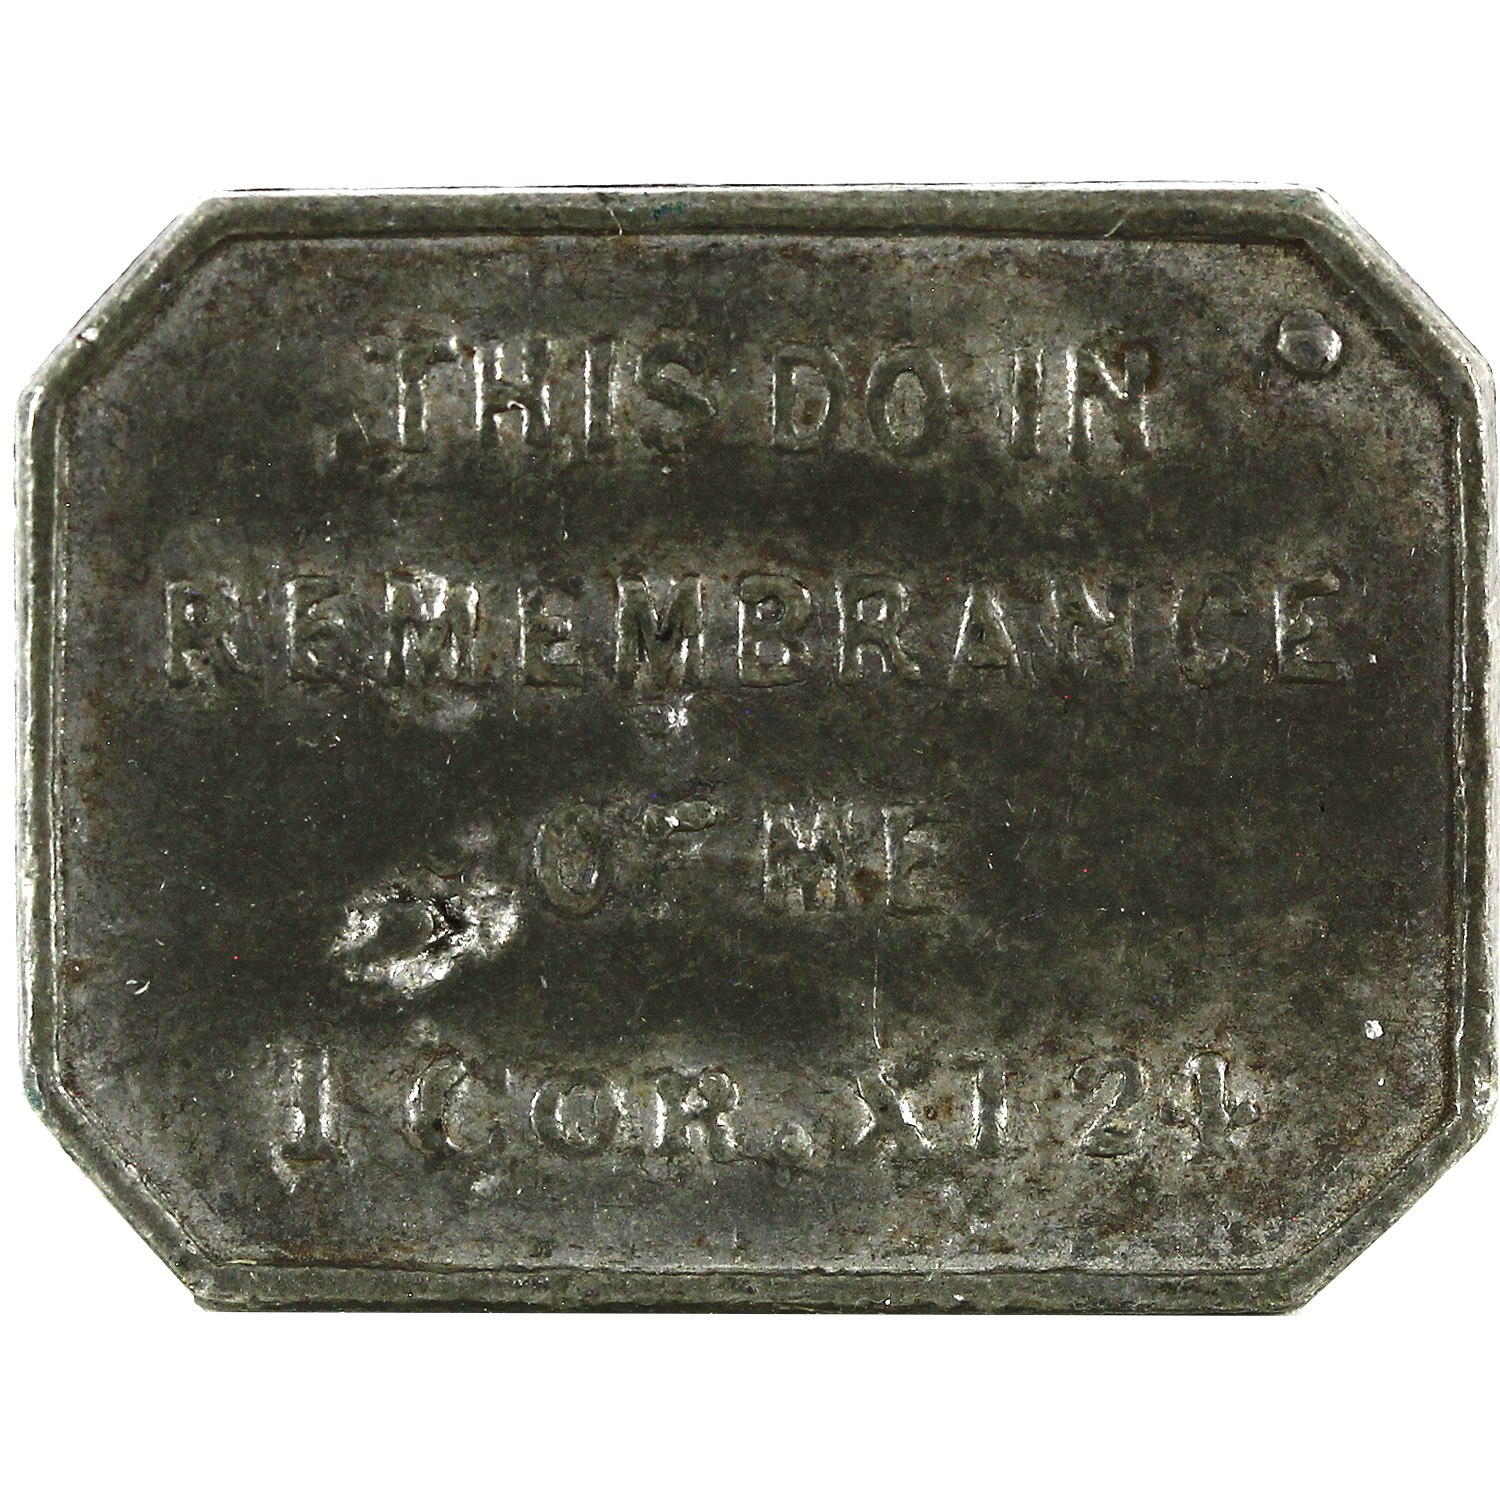 THIS DO IN
REMEMBRANCE
OF ME
1 COR. XI 24